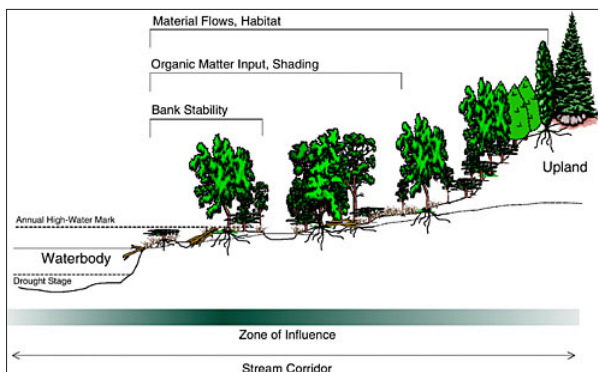 Material Flows, Habitat
Organic Matter Input, Shading
Bank Stability
Upland
Annual High-Water Mark
Waterbody
Drought Stage
Zone of Influence
Stream Corridor